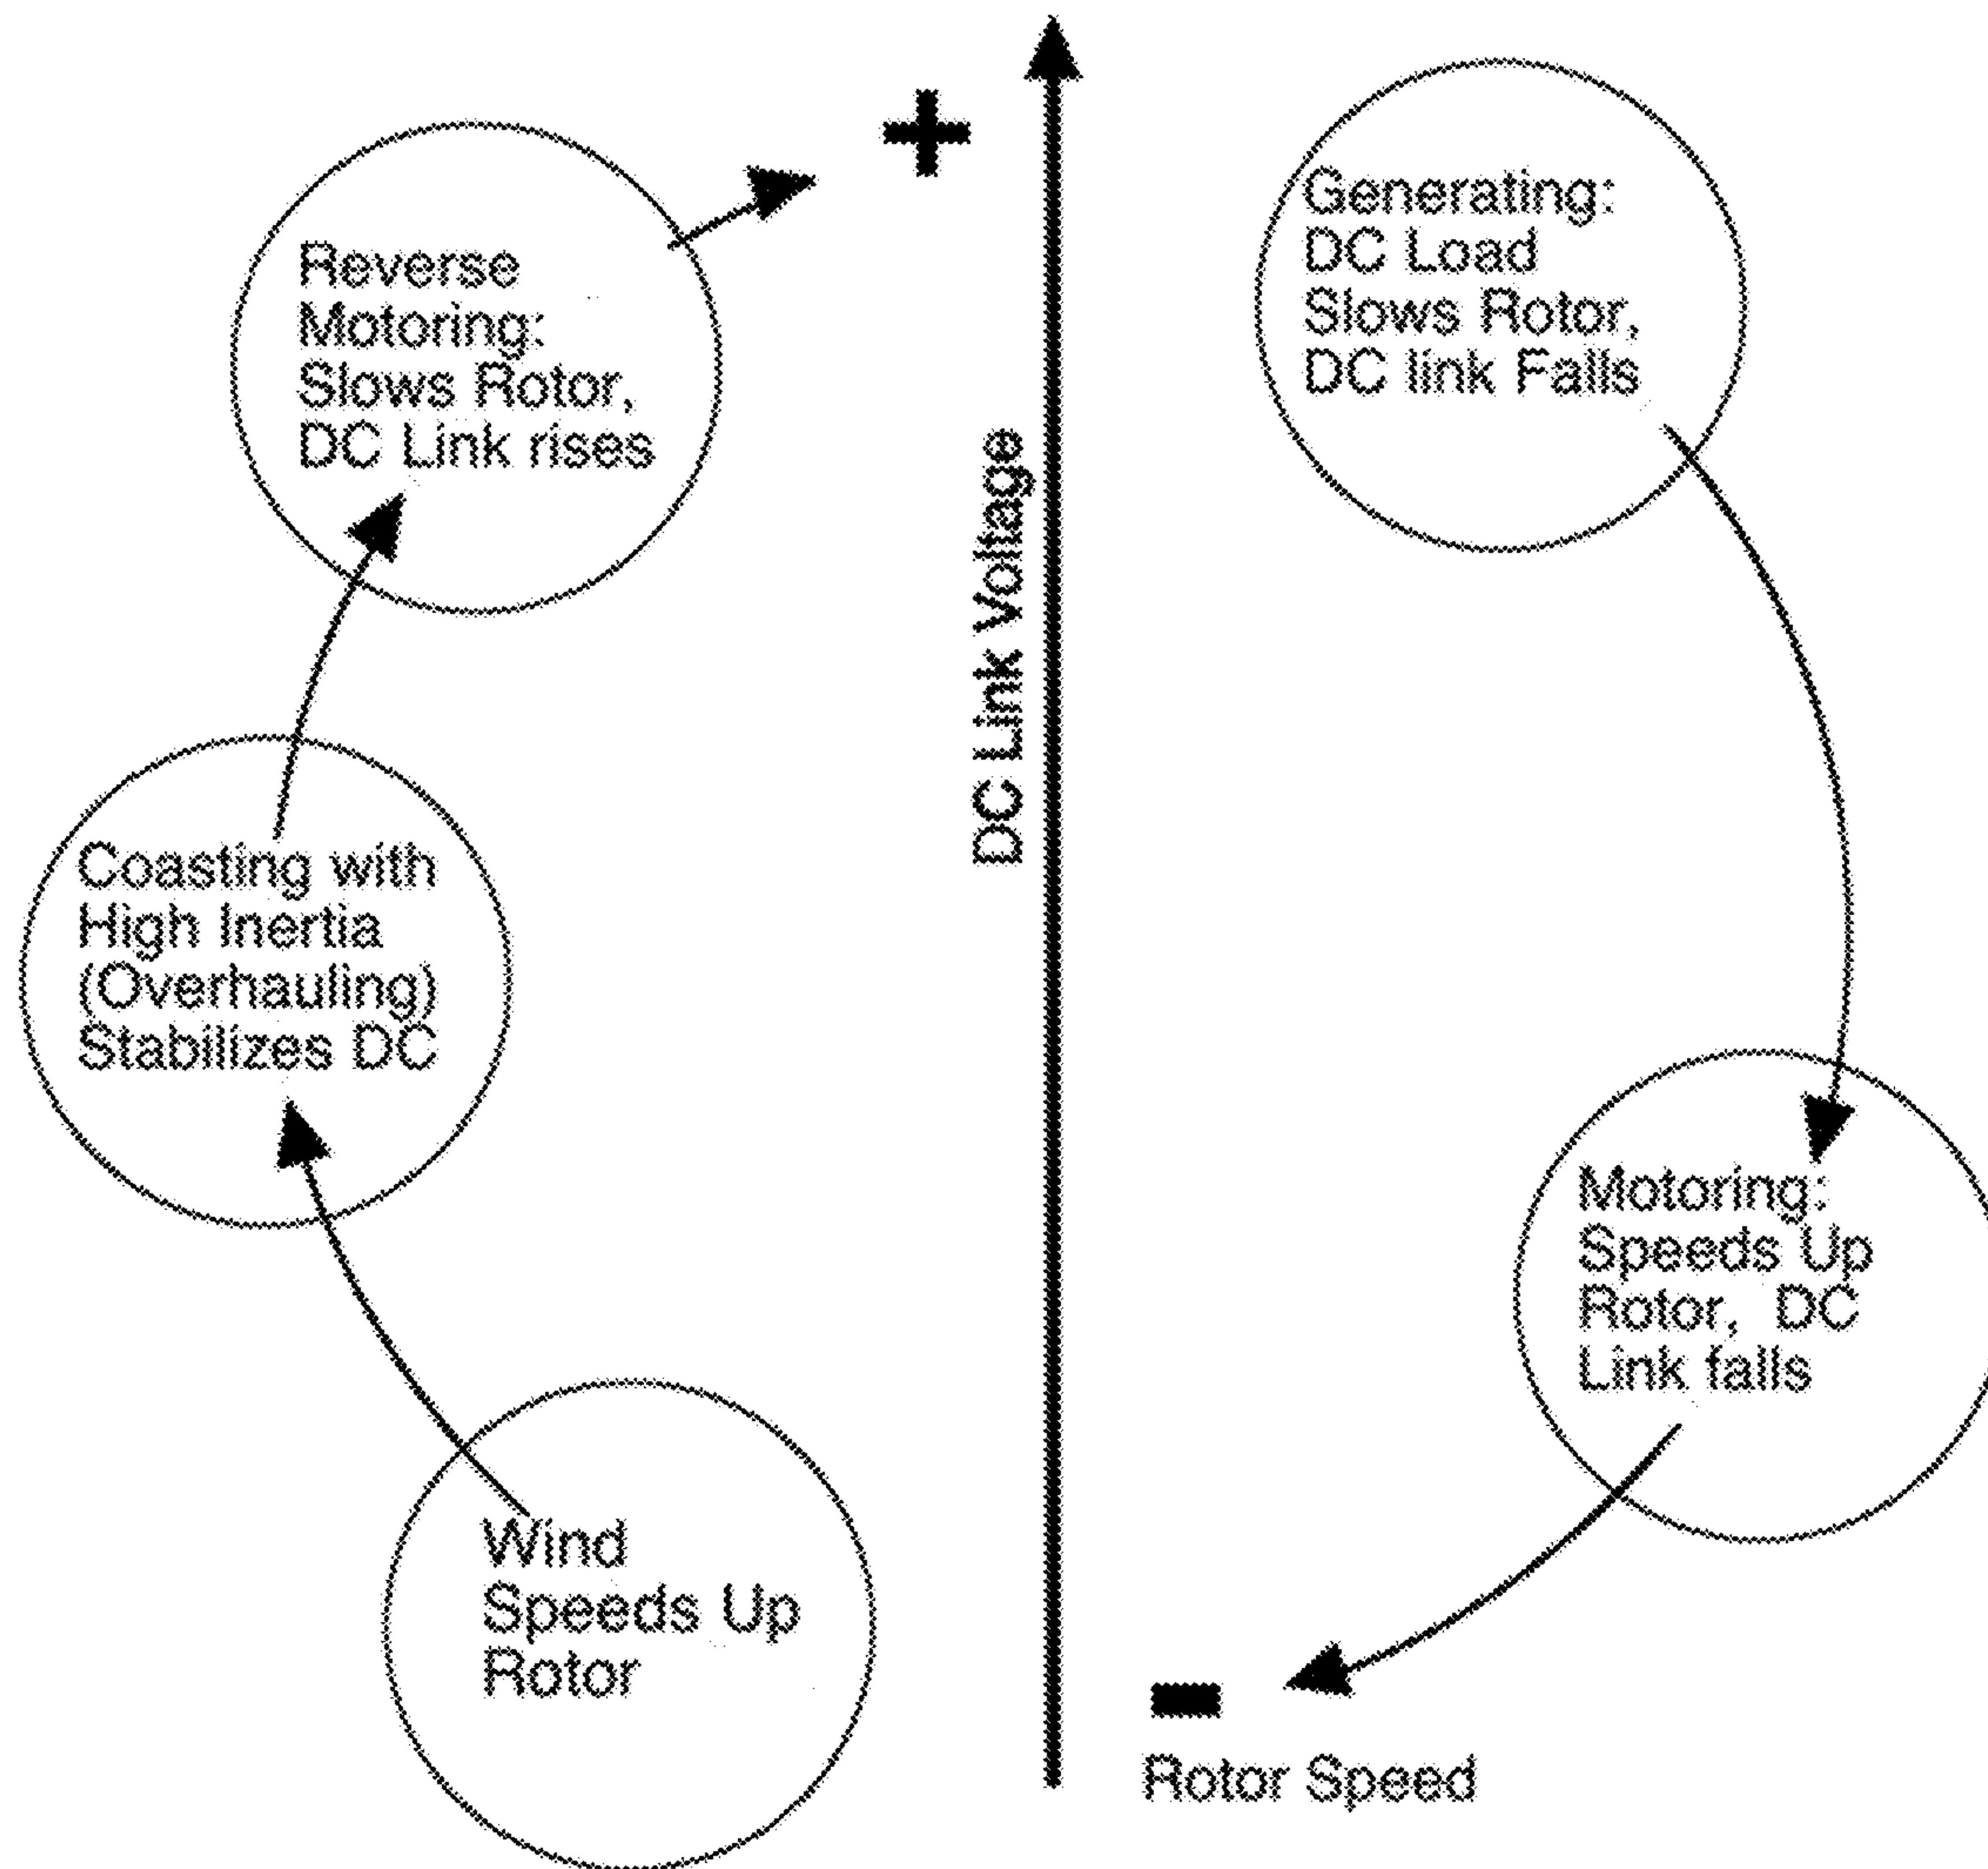 +
Reverse
Motoring:
Slows Rotor,
DC Link rises
Coasting with
High Inertia
(Overhauling)
Stabilizes DC
Wind
Speeds Up
Rotor
DC Link Voltage
Generating:
DC Load
Slows Rotor,
DC link Falls
Motoring:
Speeds Up
Rotor, DC
Link falls
-
Rotor Speed